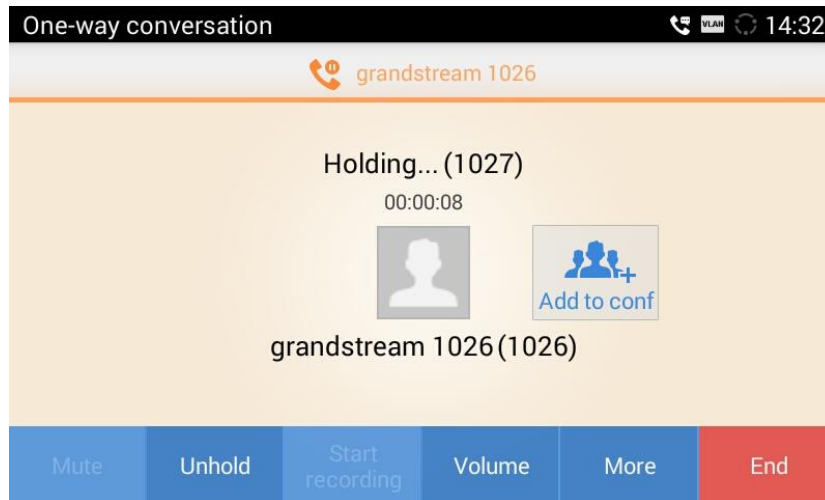 One-way conversation VLAN 14:32
grandstream 1026
Holding... (1027)
00:00:08
Add to conf
grandstream 1026(1026)
Mute Unhold Start recording Volume More End